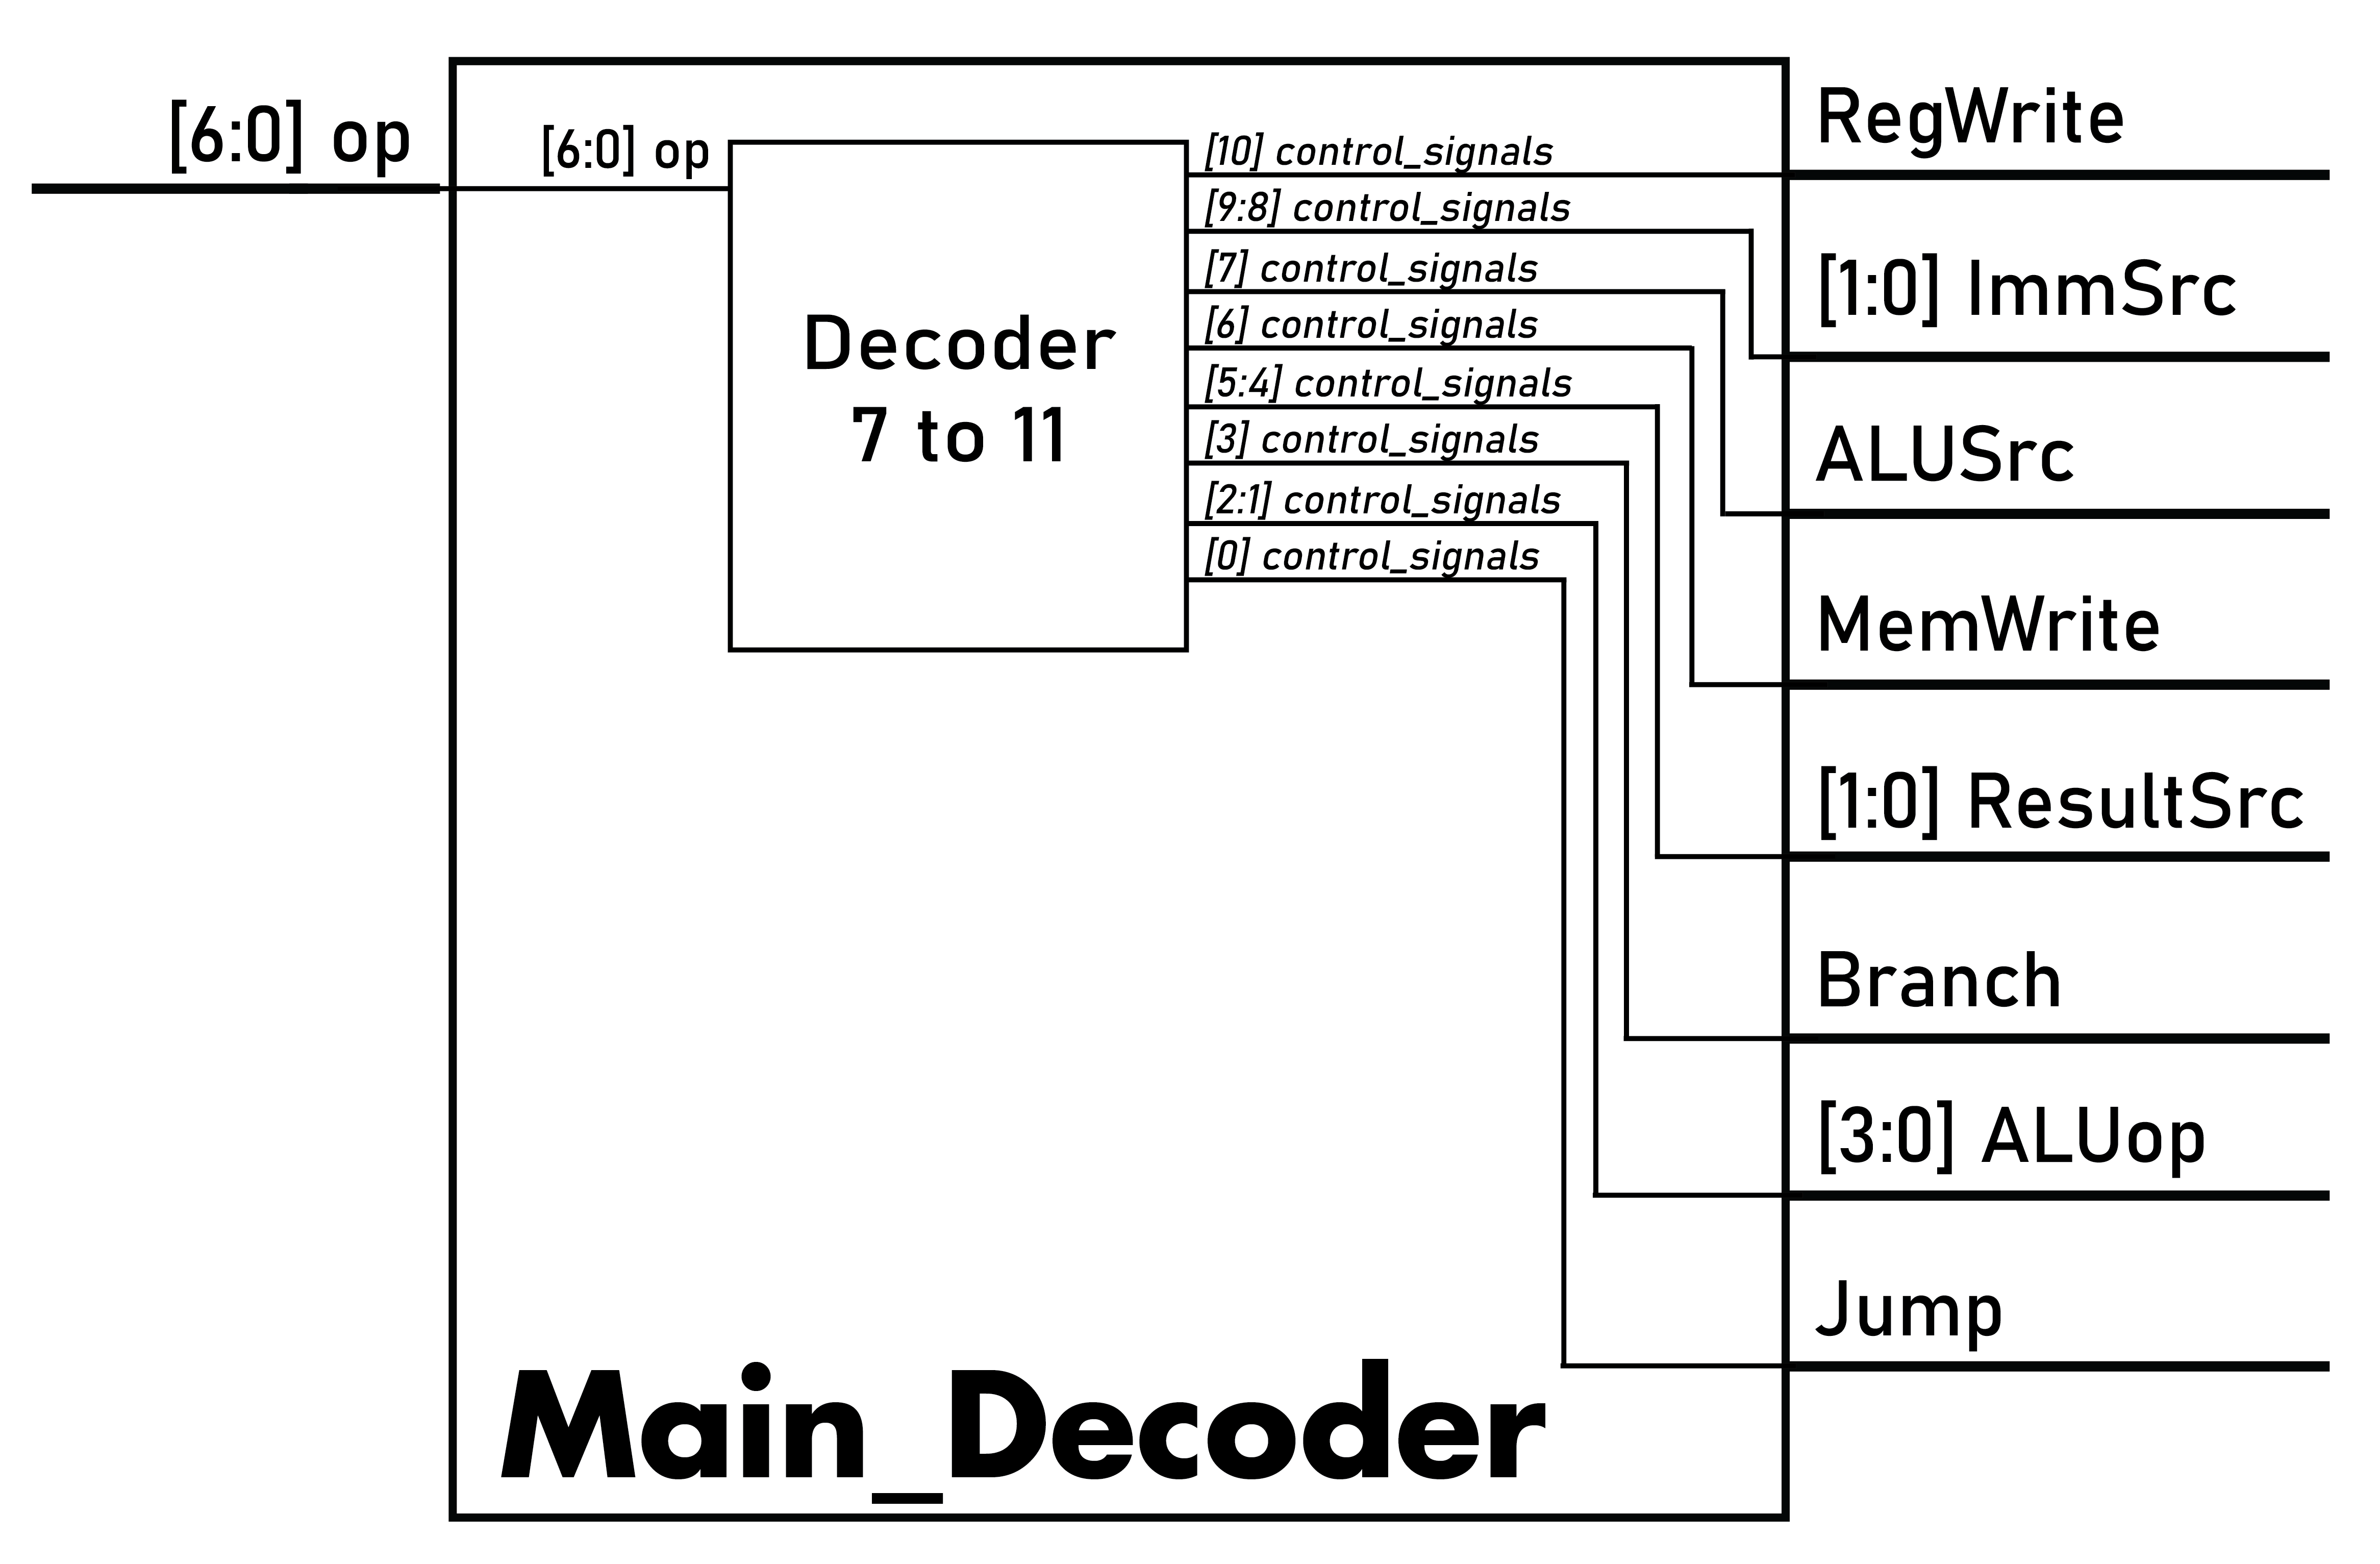 [6:0] op
[6:0] op
Decoder
7 to 11
[10] control_signals
[9:8] control_signals
[7] control_signals
[6] control_signals
[5:4] control_signals
[3] control_signals
[2:1] control_signals
[0] control_signals
RegWrite
[1:0] ImmSrc
ALUSrc
MemWrite
[1:0] ResultSrc
Branch
[3:0] ALUop
Jump
Main_Decoder